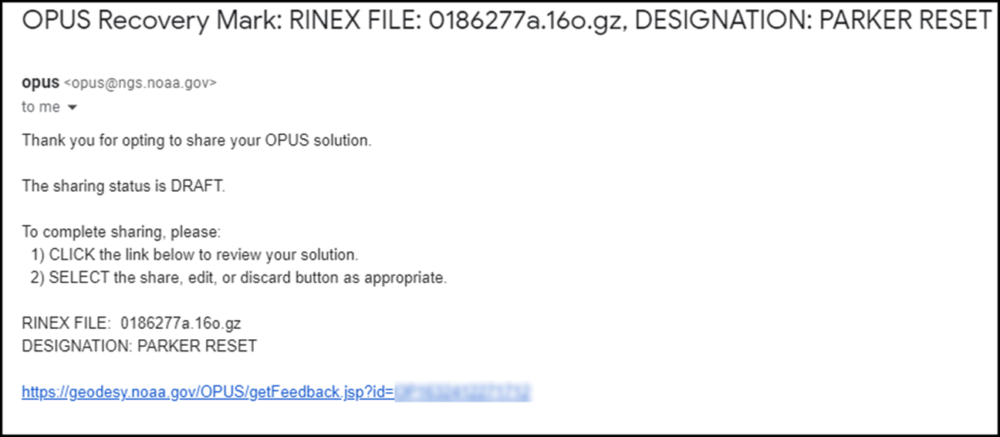 OPUS Recovery Mark: RINEX FILE: 0186277a.16o.gz, DESIGNATION: PARKER RESET
opus <opus@ngs.noaa.gov>
to me
Thank you for opting to share your OPUS solution.
The sharing status is DRAFT.
To complete sharing, please:
1) CLICK the link below to review your solution.
2) SELECT the share, edit, or discard button as appropriate.
RINEX FILE:  0186277a.16o.gz
DESIGNATION: PARKER RESET
https://geodesy.noaa.gov/OPUS/getFeedback.jsp?id=